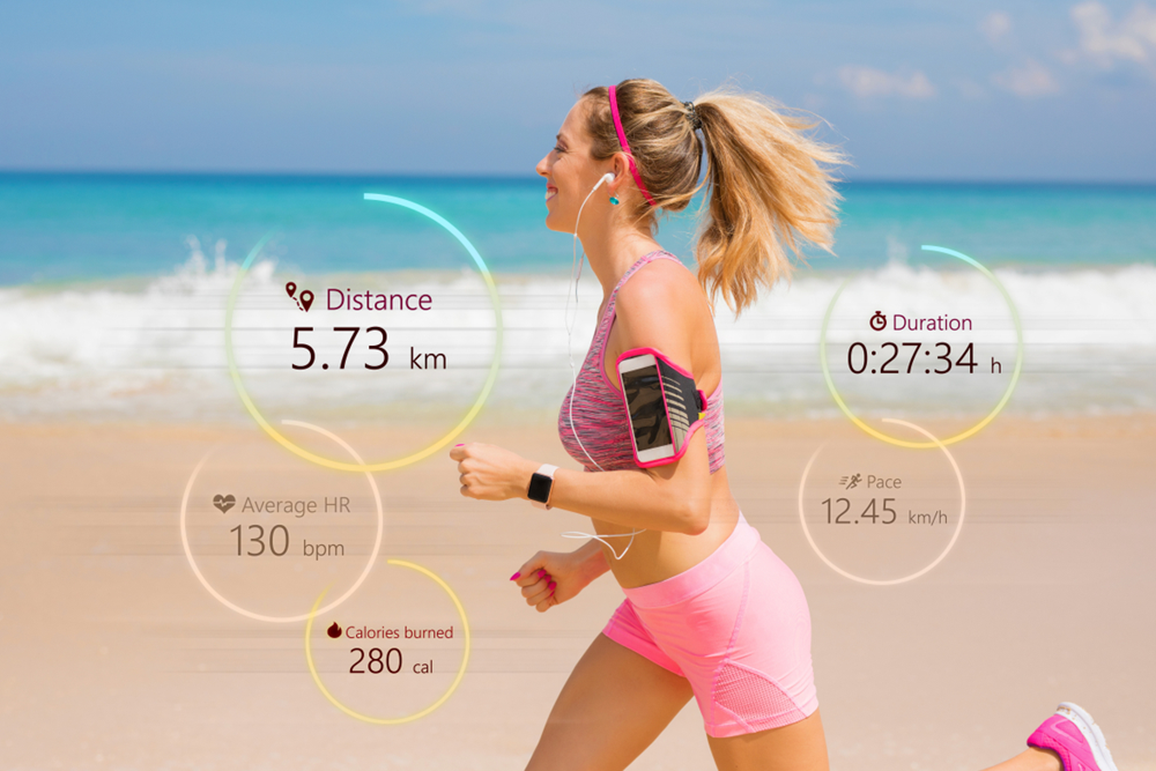 Distance
5.73 km
Duration
0:27:34 h
Average HR
130 bpm
Pace
12.45 km/h
Calories burned
280 cal